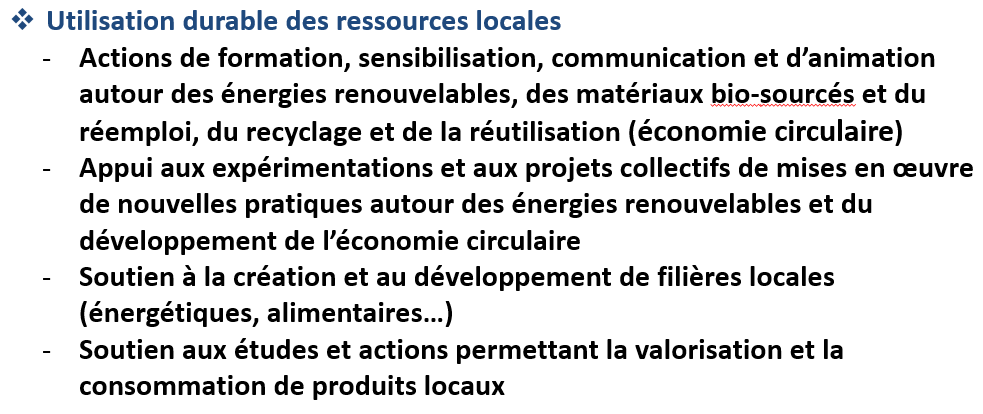 ❖ Utilisation durable des ressources locales
- Actions de formation, sensibilisation, communication et d’animation
autour des énergies renouvelables, des matériaux bio-sourcés et du
réemploi, du recyclage et de la réutilisation (économie circulaire)
- Appui aux expérimentations et aux projets collectifs de mises en œuvre
de nouvelles pratiques autour des énergies renouvelables et du
développement de l’économie circulaire
- Soutien à la création et au développement de filières locales
(énergétiques, alimentaires…)
- Soutien aux études et actions permettant la valorisation et la
consommation de produits locaux